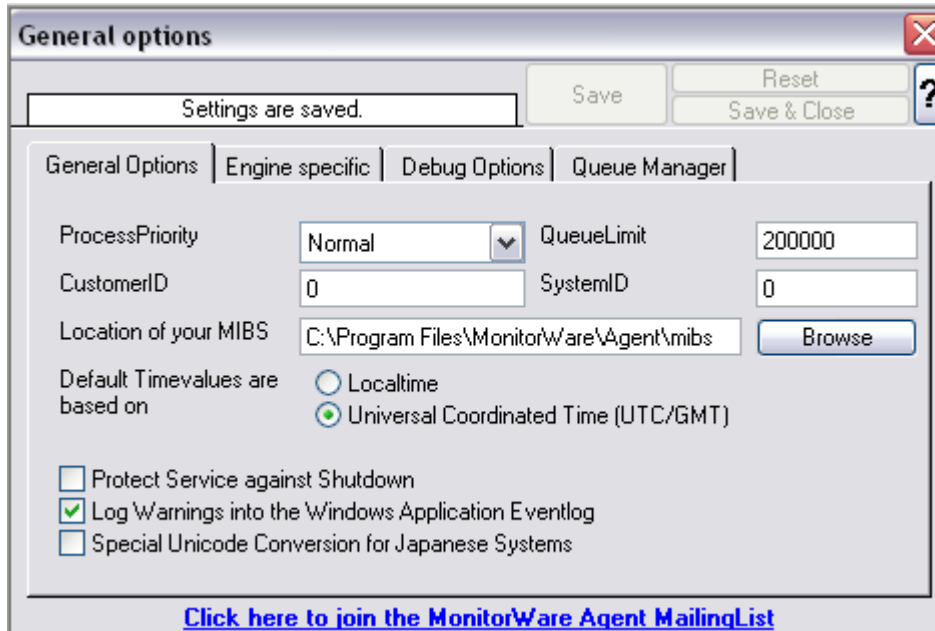 General options
Settings are saved.
Save
Reset
Save & Close
?
General Options
Engine specific
Debug Options
Queue Manager
ProcessPriority
Normal
QueueLimit
200000
CustomerID
0
SystemID
0
Location of your MIBS
C:\Program Files\MonitorWare\Agent\mibs
Browse
Default Timevalues are
based on
Localtime
Universal Coordinated Time (UTC/GMT)
Protect Service against Shutdown
Log Warnings into the Windows Application Eventlog
Special Unicode Conversion for Japanese Systems
Click here to join the MonitorWare Agent MailingList